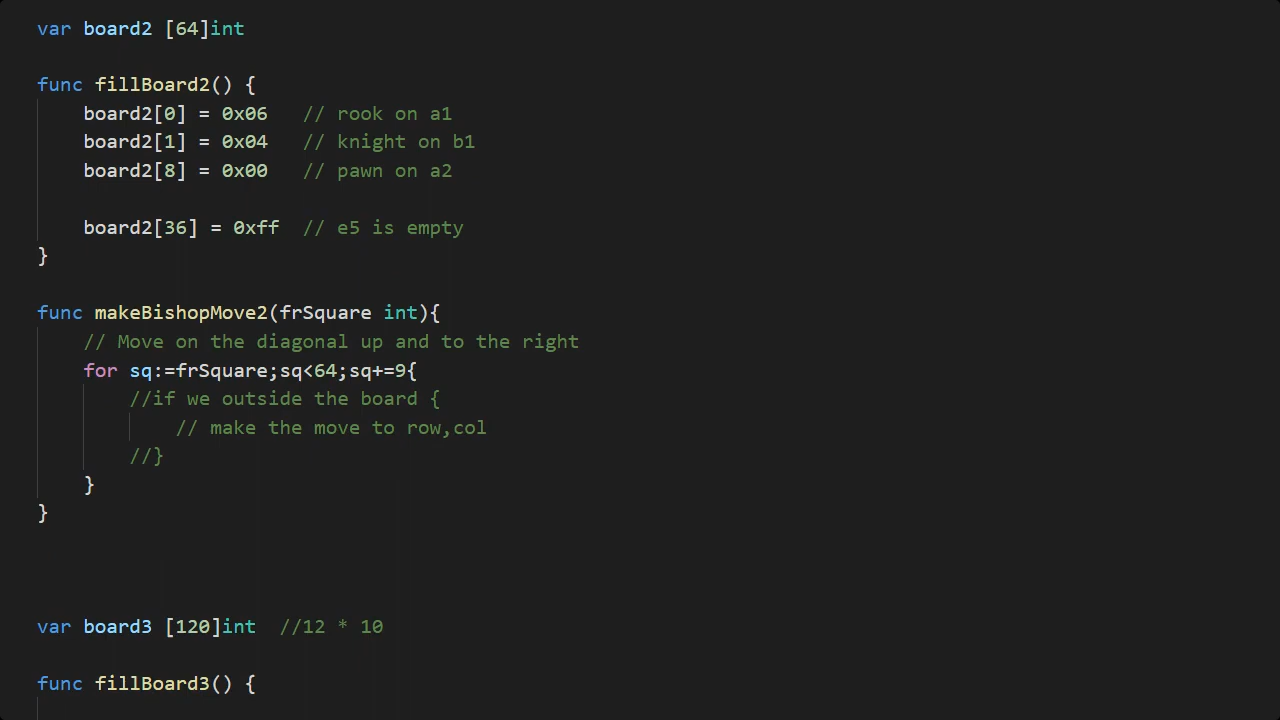 var board2 [64]int
func fillBoard2() {
board2[0] = 0x06 // rook on a1
board2[1] = 0x04 // knight on b1
board2[8] = 0x00 // pawn on a2
board2[36] = 0xff // e5 is empty
}
func makeBishopMove2(frSquare int){
// Move on the diagonal up and to the right
for sq:=frSquare;sq<64;sq+=9{
//if we outside the board {
// make the move to row,col
//}
}
}
var board3 [120]int //12 * 10
func fillBoard3() {